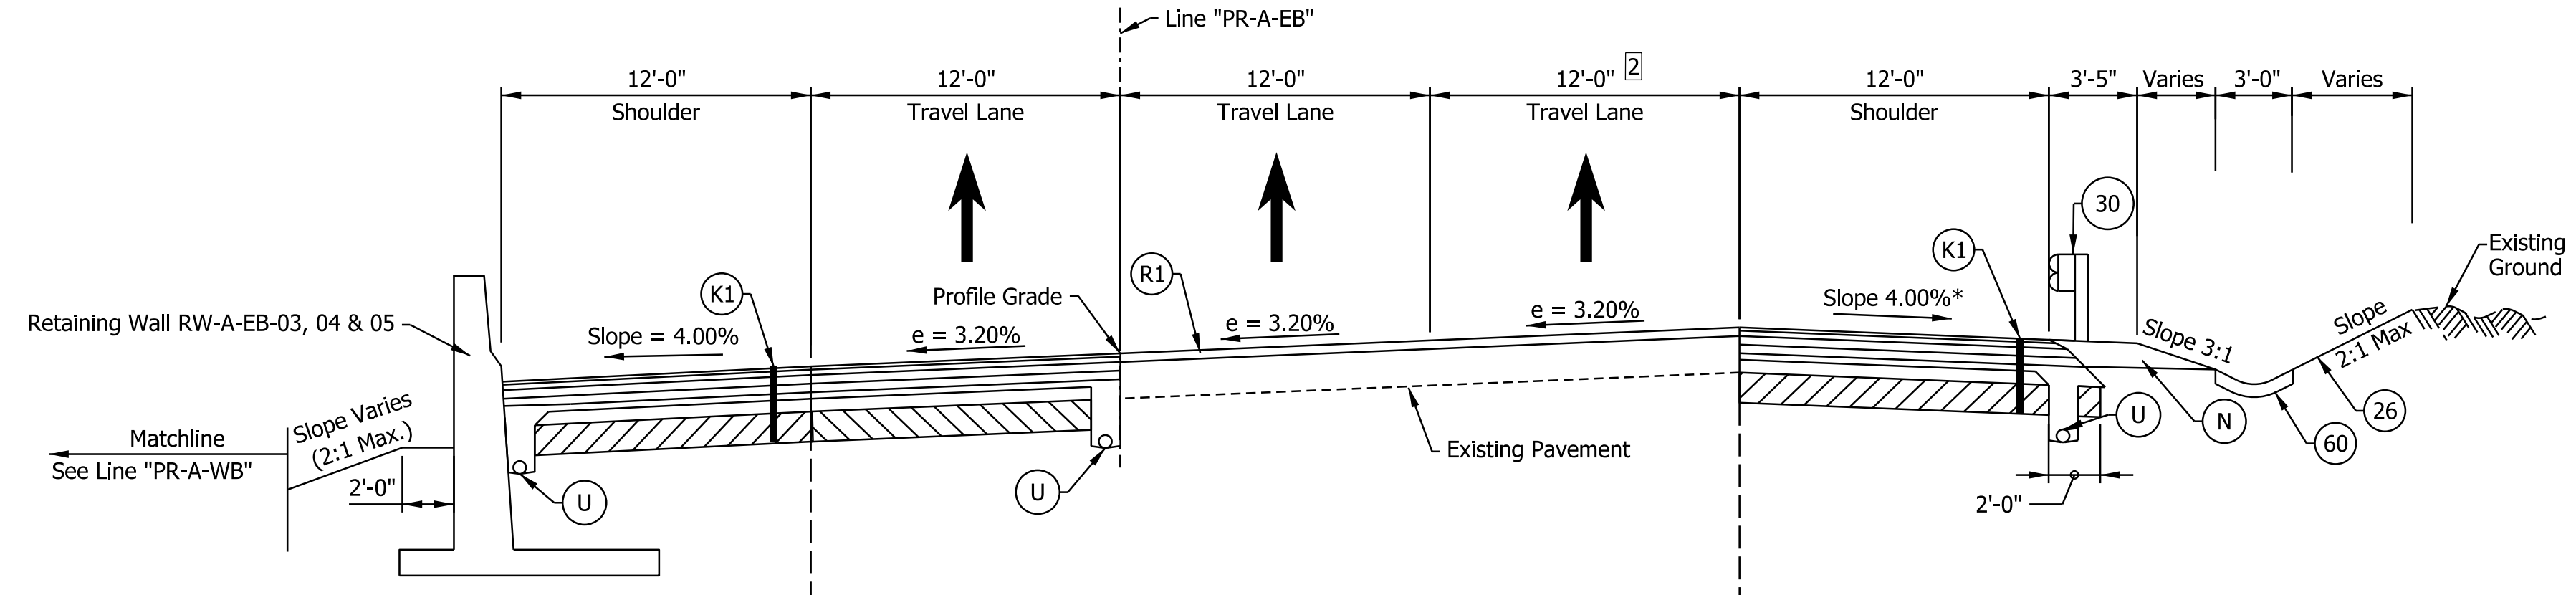 Line "PR-A-EB"
12'-0" 12'-0" 12'-0" 12'-0" 2 12'-0" 3'-5" Varies 3'-0" Varies
Shoulder Travel Lane Travel Lane Travel Lane Shoulder
30
K1
R1
K1
Existing
Ground
Profile Grade
Slope 4.00%*
Retaining Wall RW-A-EB-03, 04 & 05
Slope = 4.00%
e = 3.20%
e = 3.20%
e = 3.20%
Slope 3:1
Slope
2:1 Max
Slope Varies
(2:1 Max.)
Matchline
See Line "PR-A-WB"
2'-0"
U
U
Existing Pavement
2'-0"
U
N
60
26